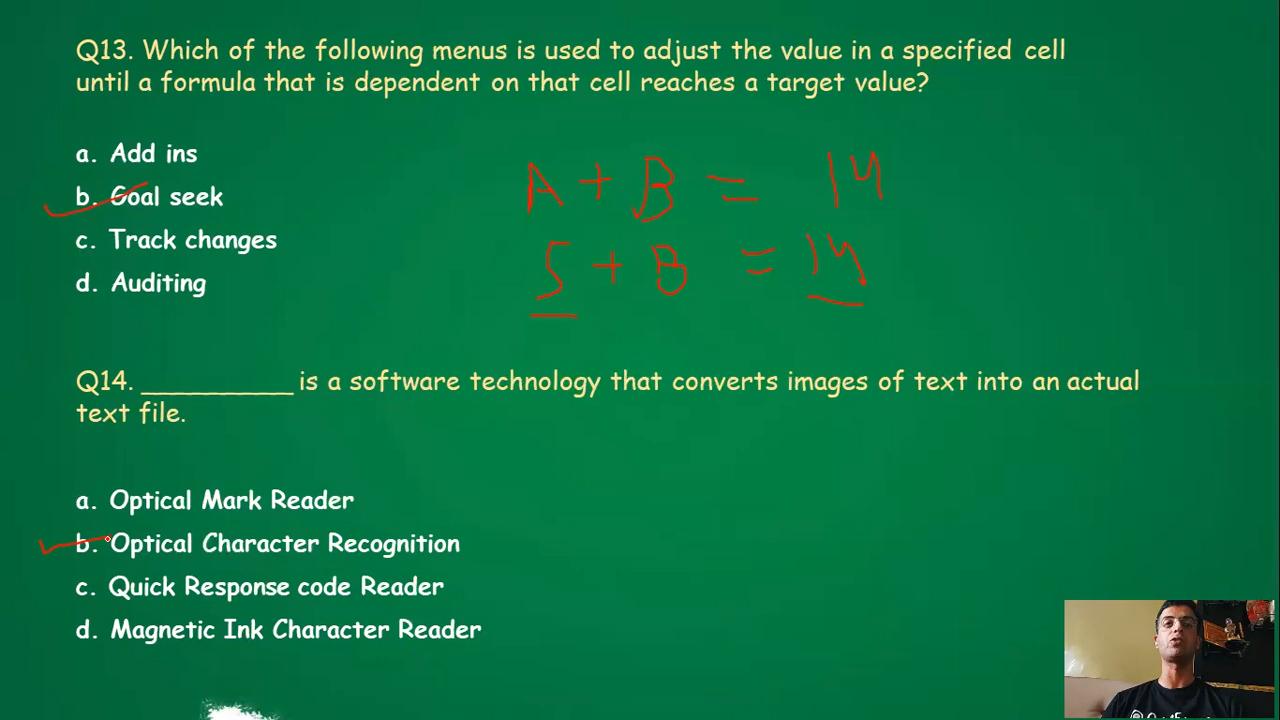 Q13. Which of the following menus is used to adjust the value in a specified cell
until a formula that is dependent on that cell reaches a target value?
a. Add ins
b. Goal seek
c. Track changes
d. Auditing
A + B = 14
5 + B = 14
Q14. _________ is a software technology that converts images of text into an actual
text file.
a. Optical Mark Reader
b. Optical Character Recognition
c. Quick Response code Reader
d. Magnetic Ink Character Reader